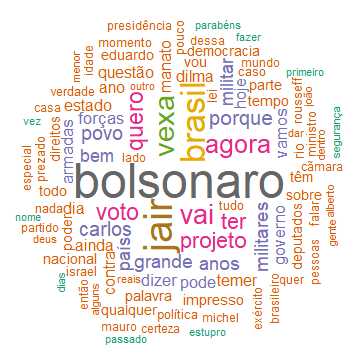 presidência parabéns
momento pouco fazer
eduardo dessa democracia
menor idade questão manato vou mundo
verdade ano outro dilma caso primeiro
casa estado quero vexa brasil militar hoje parte tempo rousseff
vez forças porque lei vamos ministro joão
direitos povo agora dar rio dentro segurança
especial prezado armadas bem lado câmara
bolsonaro têm
todo jair sobre
nada dia voto vai ter tudo falar alberto
nome partido poder carlos militares governo deputados pessoas gente
deus ainda país projeto
nacional contra grande anos
israel reais dizer pode temer quer
dias então alguns palavra impresso exército brasileiro
qualquer política michel
mauro certeza estupro
passado